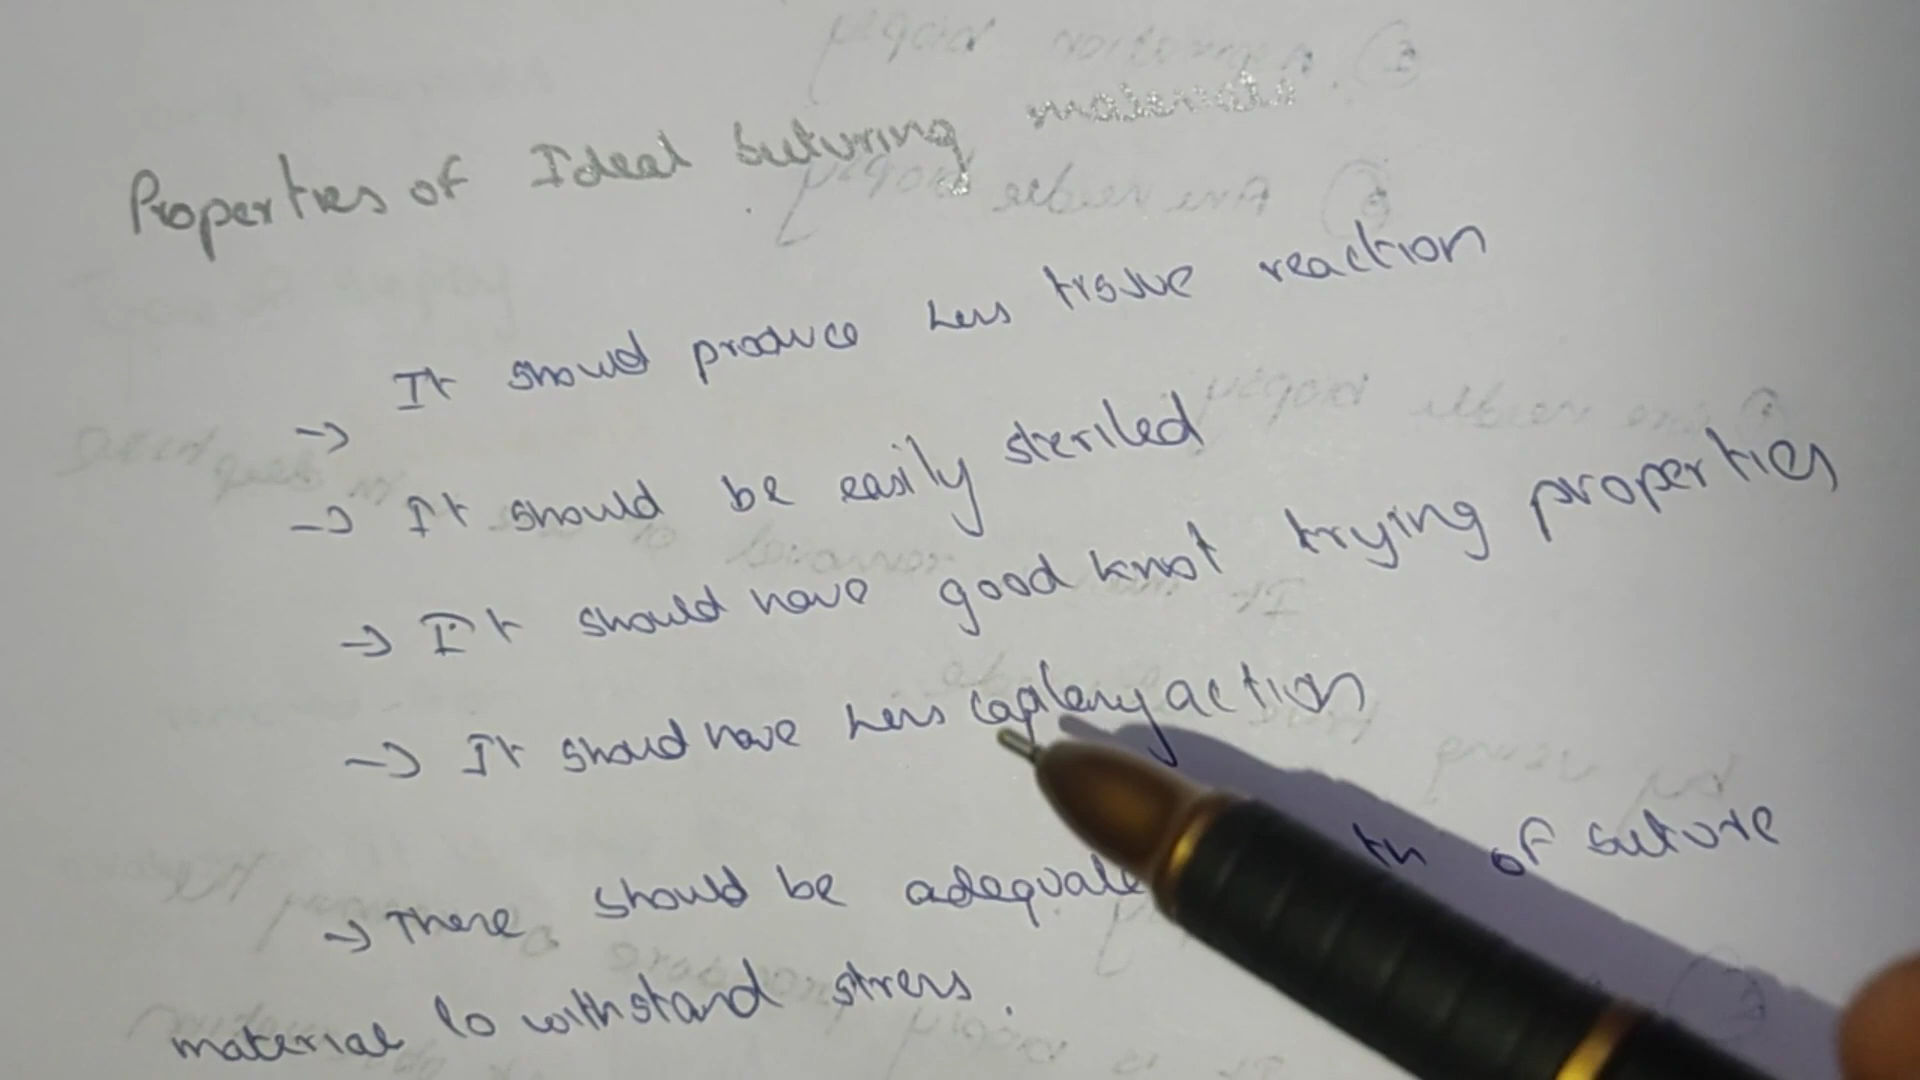 Properties of Ideal suturing materials
→ It should produce less tissue reaction
→ It should be easily steriled
→ It should have good knot trying properties
→ It should have less capilary action
→ There should be adequate of suture
material to withstand stress.